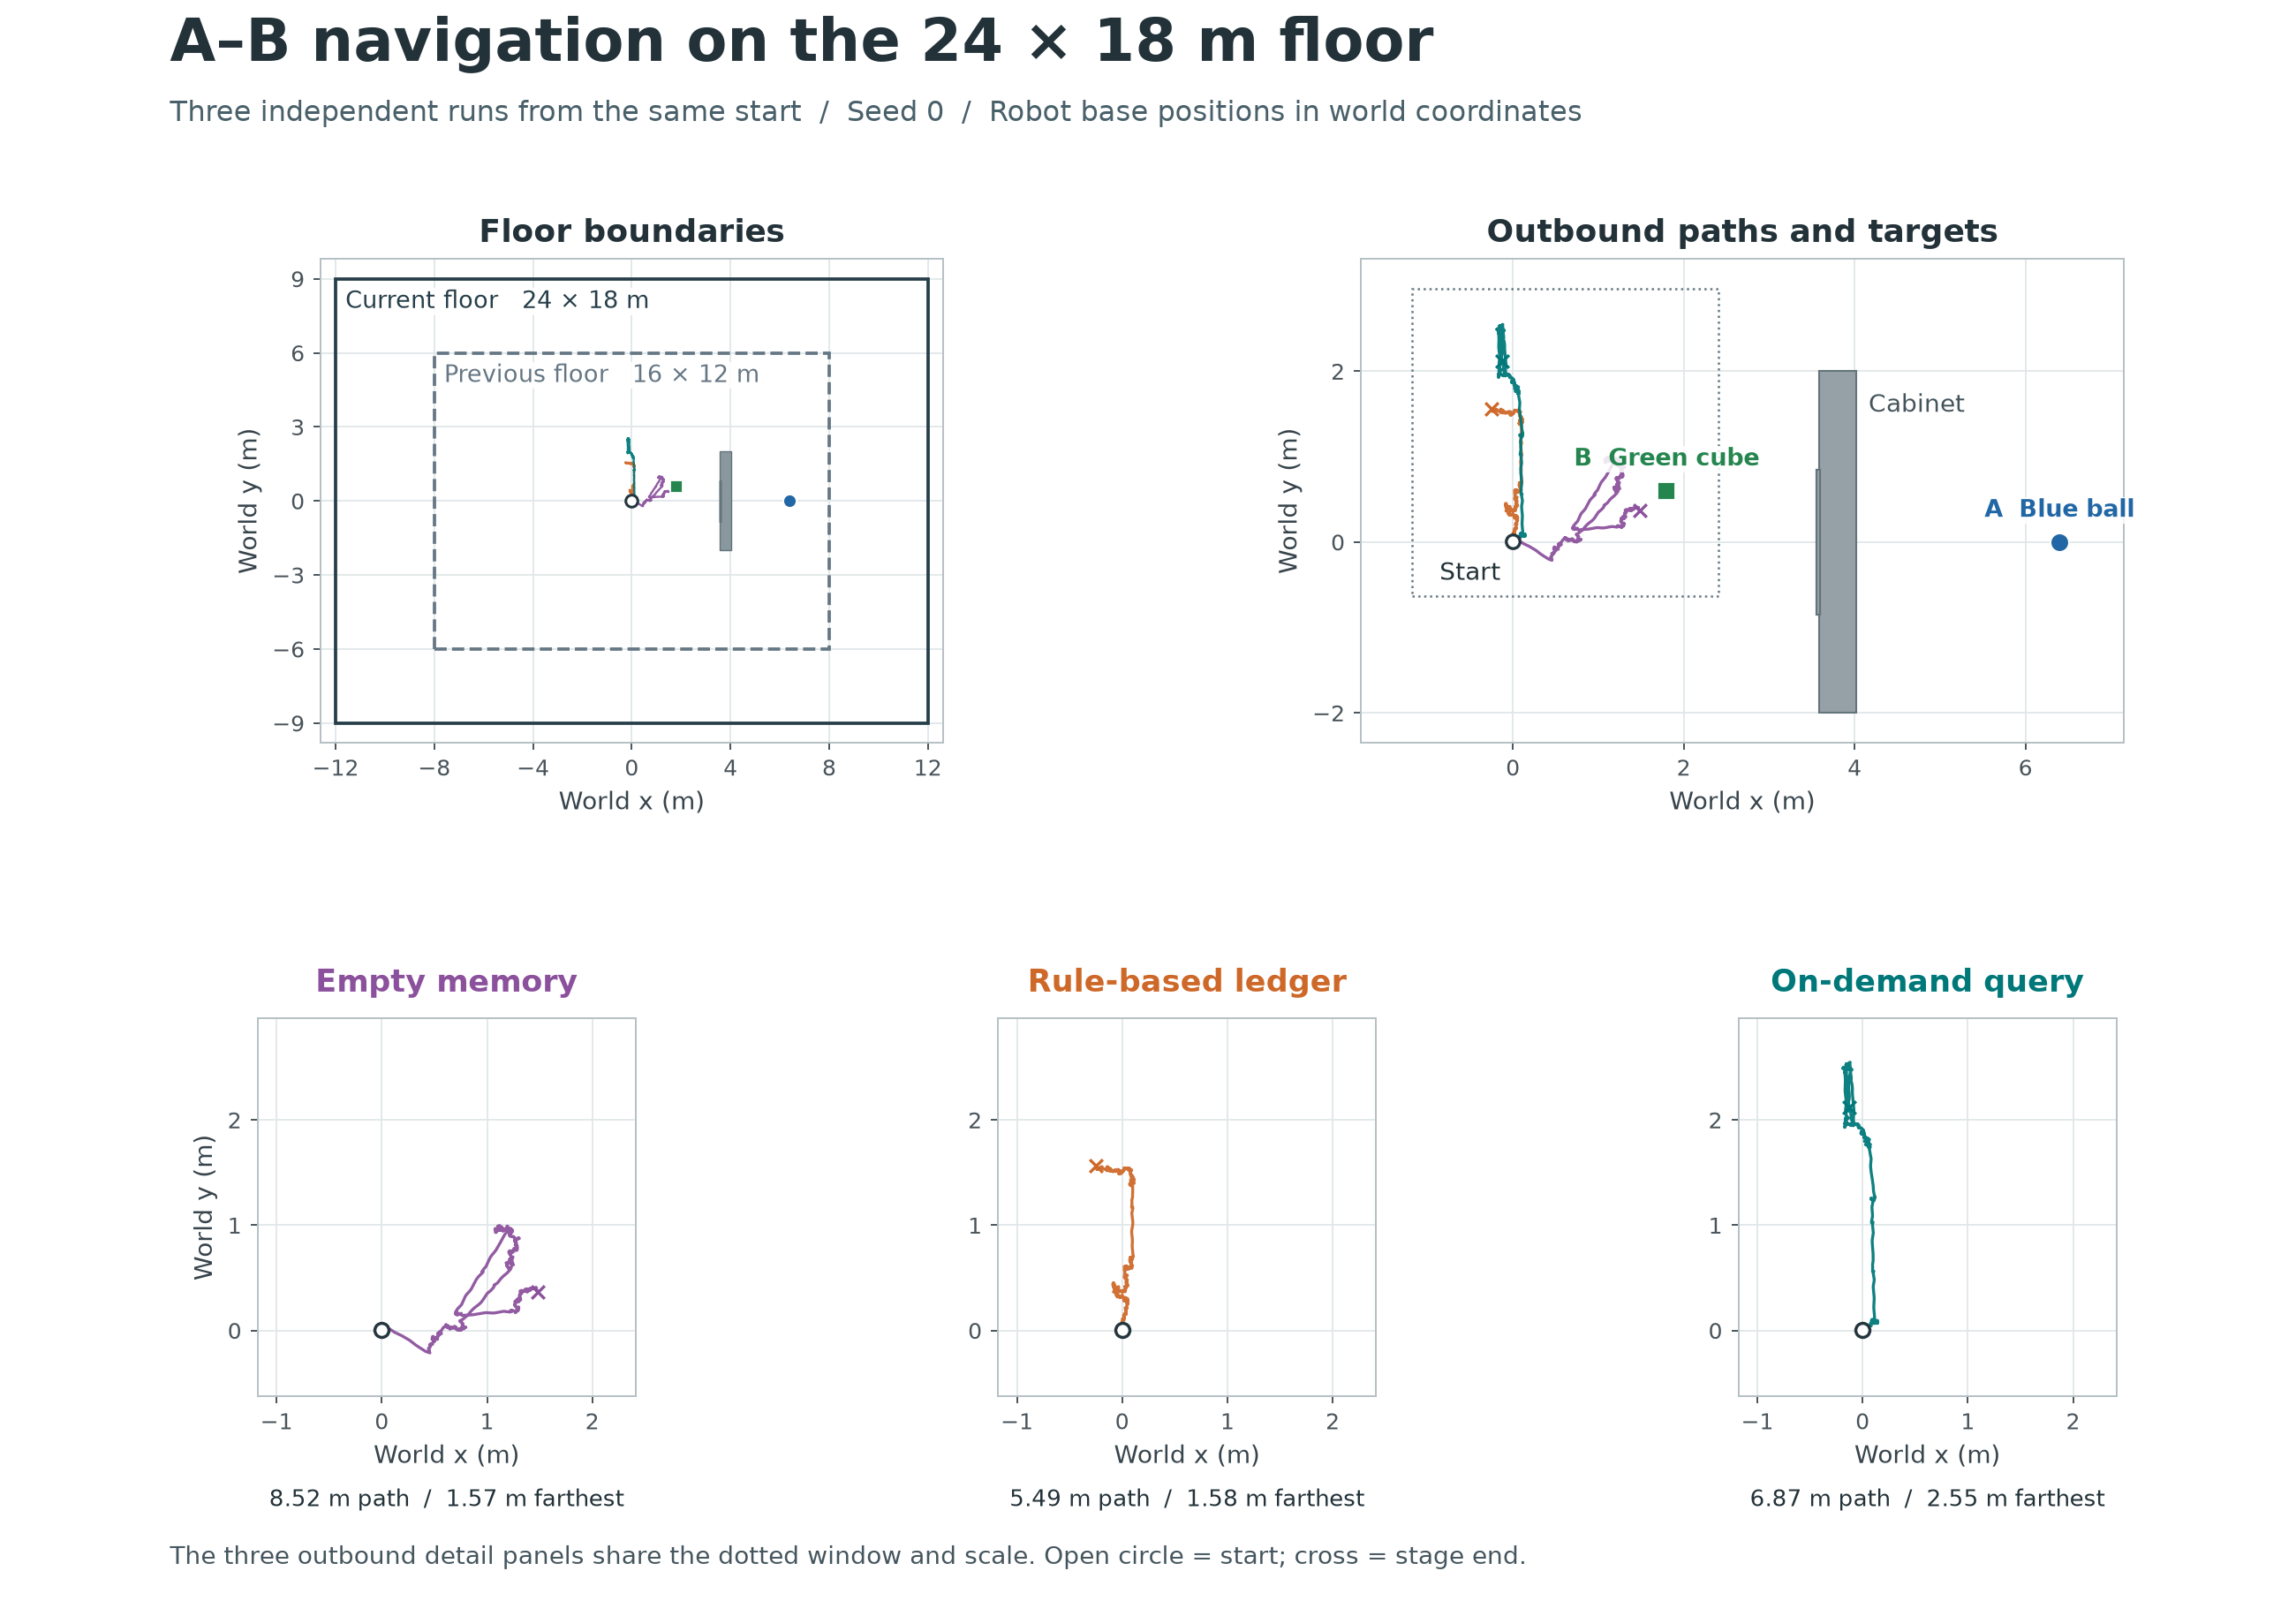 A–B navigation on the 24 × 18 m floor
Three independent runs from the same start / Seed 0 / Robot base positions in world coordinates
Floor boundaries
Current floor 24 × 18 m
Previous floor 16 × 12 m
9
6
3
0
−3
−6
−9
World y (m)
−12 −8 −4 0 4 8 12
World x (m)
Outbound paths and targets
Cabinet
B Green cube
A Blue ball
Start
2
0
−2
World y (m)
0 2 4 6
World x (m)
Empty memory
2
1
0
World y (m)
−1 0 1 2
World x (m)
8.52 m path / 1.57 m farthest
Rule-based ledger
2
1
0
−1 0 1 2
World x (m)
5.49 m path / 1.58 m farthest
On-demand query
2
1
0
−1 0 1 2
World x (m)
6.87 m path / 2.55 m farthest
The three outbound detail panels share the dotted window and scale. Open circle = start; cross = stage end.